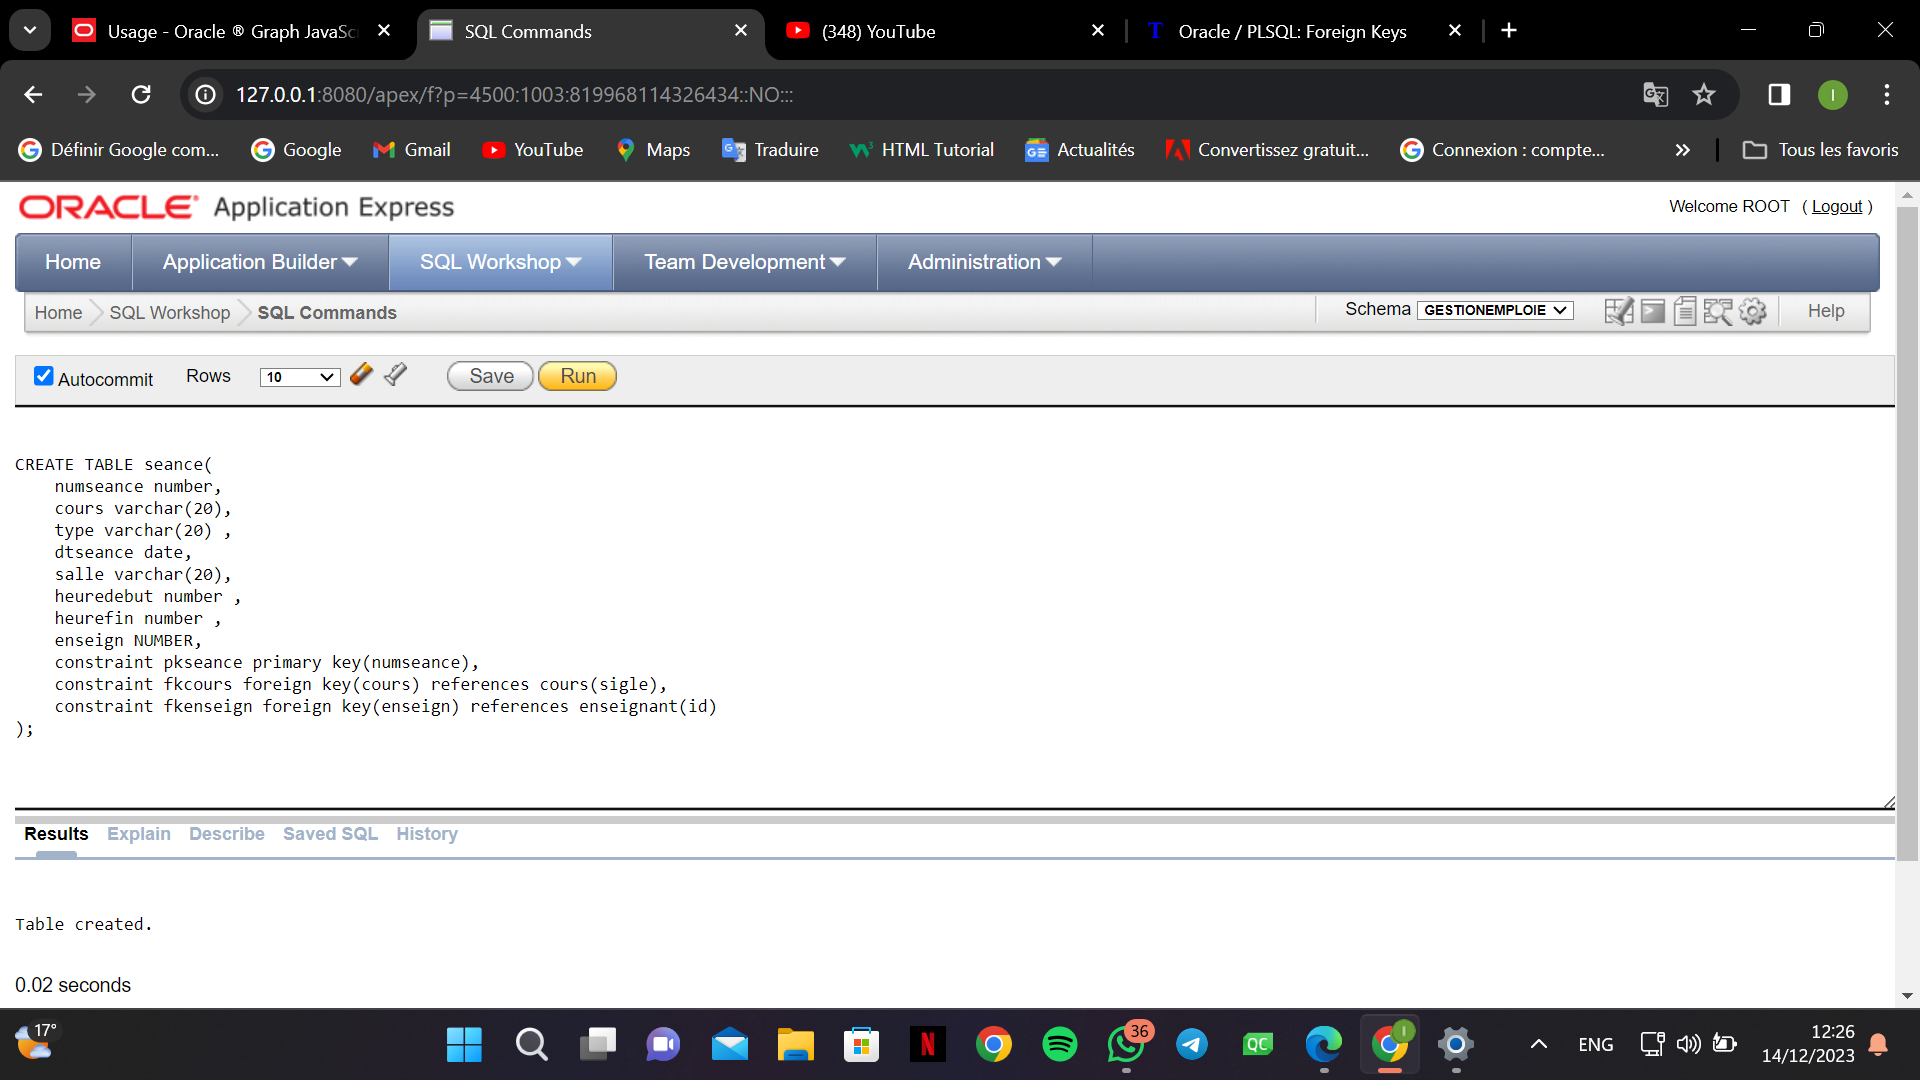 Usage - Oracle ® Graph JavaSc
SQL Commands
(348) YouTube
Oracle / PLSQL: Foreign Keys
127.0.0.1:8080/apex/f?p=4500:1003:819968114326434::NO:::
Définir Google com...
Google
Gmail
YouTube
Maps
Traduire
HTML Tutorial
Actualités
Convertissez gratuit...
Connexion : compte...
Tous les favoris
ORACLE Application Express
Welcome ROOT ( Logout )
Home
Application Builder
SQL Workshop
Team Development
Administration
Home
SQL Workshop
SQL Commands
Schema
GESTIONEMPLOIE
Help
Autocommit
Rows
10
Save
Run
CREATE TABLE seance(
    numseance number,
    cours varchar(20),
    type varchar(20) ,
    dtseance date,
    salle varchar(20),
    heuredebut number ,
    heurefin number ,
    enseign NUMBER,
    constraint pkseance primary key(numseance),
    constraint fkcours foreign key(cours) references cours(sigle),
    constraint fkenseign foreign key(enseign) references enseignant(id)
);
Results
Explain
Describe
Saved SQL
History
Table created.
0.02 seconds
17°
36
QC
ENG
12:26
14/12/2023